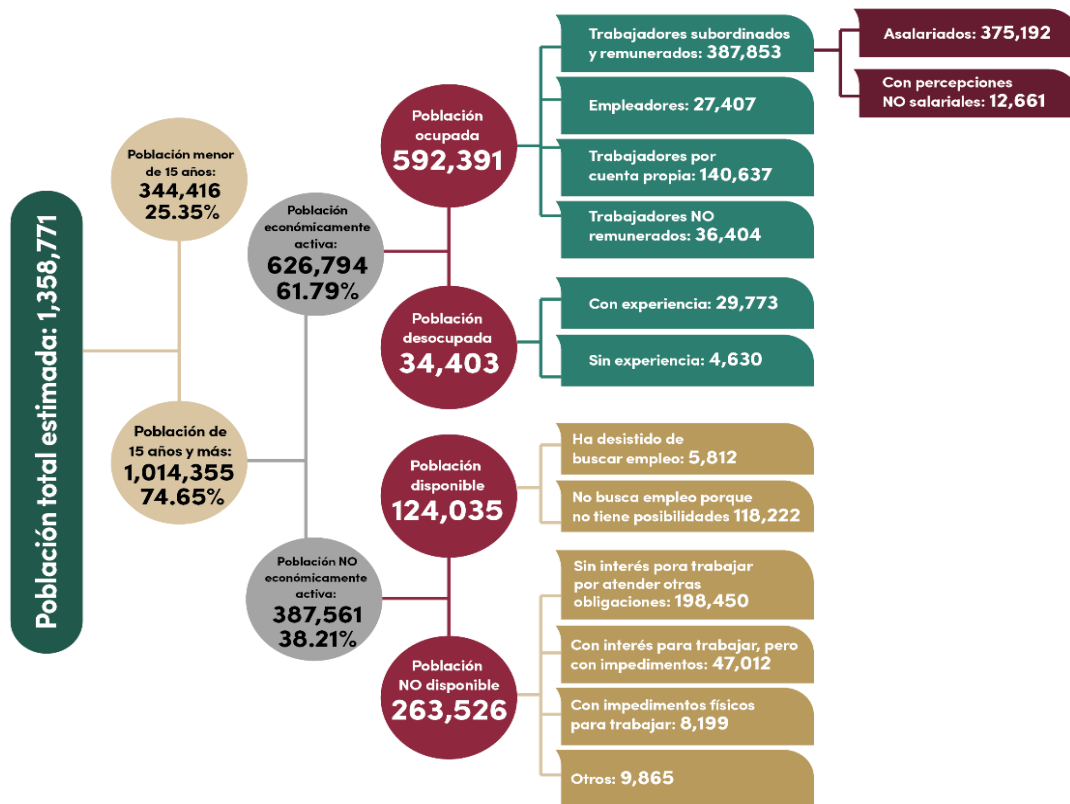 Población total estimada: 1,358,771
Población menor
de 15 años:
344,416
25.35%
Población de
15 años y más:
1,014,355
74.65%
Población
económicamente
activa:
626,794
61.79%
Población NO
económicamente
activa:
387,561
38.21%
Población
ocupada
592,391
Población
desocupada
34,403
Población
disponible
124,035
Población
NO disponible
263,526
Trabajadores subordinados
y remunerados: 387,853
Empleadores: 27,407
Trabajadores por
cuenta propia: 140,637
Trabajadores NO
remunerados: 36,404
Asalariados: 375,192
Con percepciones
NO salariales: 12,661
Con experiencia: 29,773
Sin experiencia: 4,630
Ha desistido de
buscar empleo: 5,812
No busca empleo porque
no tiene posibilidades 118,222
Sin interés pora trabajar
por atender otras
obligaciones: 198,450
Con interés para trabajar, pero
con impedimentos: 47,012
Con impedimentos físicos
para trabajar: 8,199
Otros: 9,865